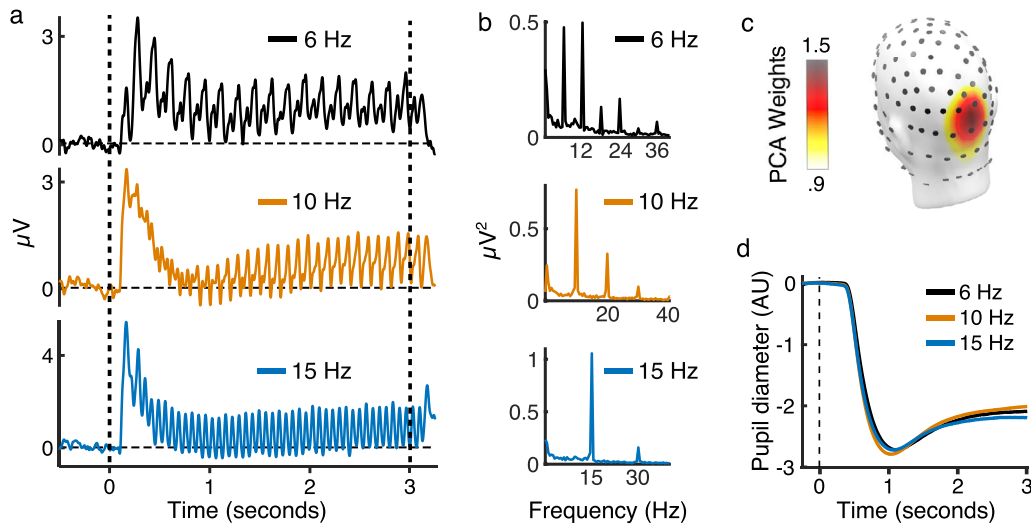 a
3
0
6 Hz
3
0
10 Hz
µV
4
0
15 Hz
0
1
2
3
Time (seconds)
b
0.5
0
6 Hz
12
24
36
0.5
0
10 Hz
µV²
20
40
1
0.5
0
15 Hz
15
30
Frequency (Hz)
c
1.5
PCA Weights
.9
d
0
-1
-2
-3
Pupil diameter (AU)
6 Hz
10 Hz
15 Hz
0
1
2
3
Time (seconds)